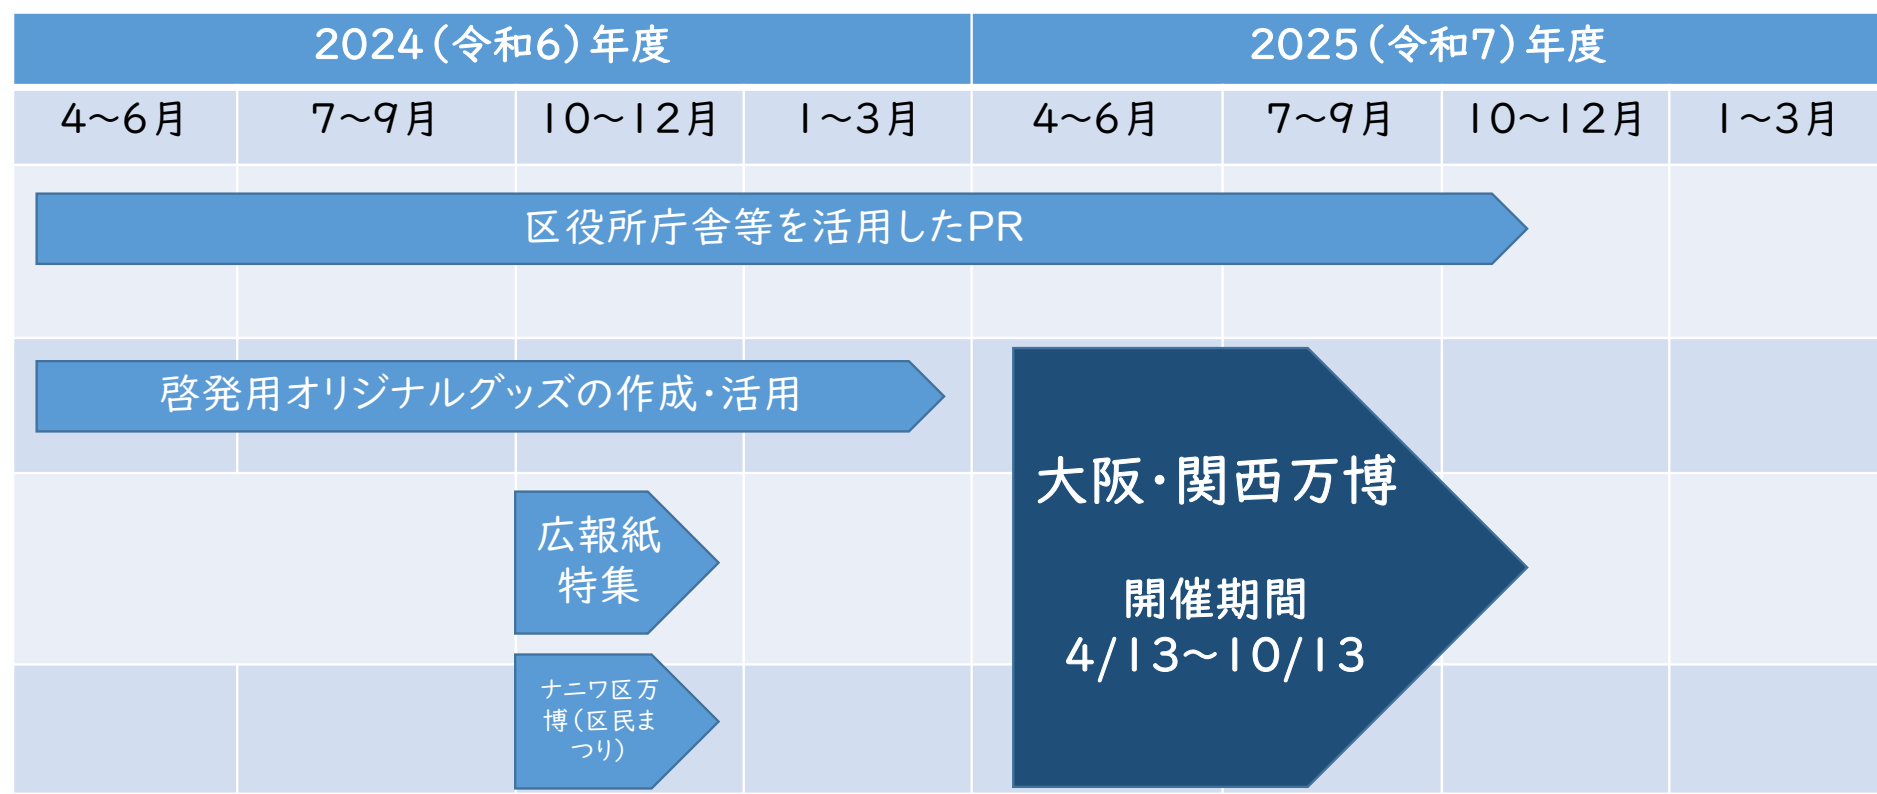 2024(令和6)年度
2025(令和7)年度
4～6月
7～9月
10～12月
1～3月
4～6月
7～9月
10～12月
1～3月
区役所庁舎等を活用したPR
啓発用オリジナルグッズの作成・活用
広報紙
特集
ナニワ区万
博(区民ま
つり)
大阪・関西万博
開催期間
4/13～10/13